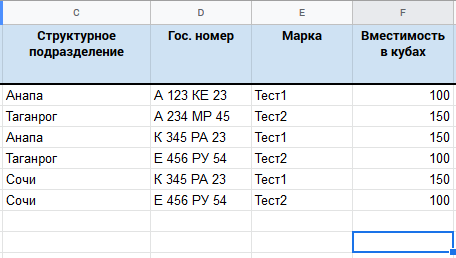 C D E F
Структурное подразделение Гос. номер Марка Вместимость в кубах
Анапа А 123 КЕ 23 Тест1 100
Таганрог А 234 МР 45 Тест2 150
Анапа К 345 РА 23 Тест1 150
Таганрог Е 456 РУ 54 Тест2 100
Сочи К 345 РА 23 Тест1 150
Сочи Е 456 РУ 54 Тест2 100